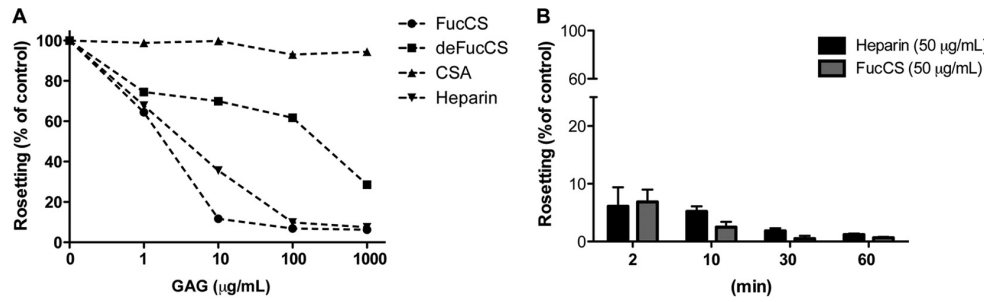 A
FucCS
deFucCS
CSA
Heparin
Rosetting (% of control)
100
80
60
40
20
0
0 1 10 100 1000
GAG (μg/mL)
B
Heparin (50 μg/mL)
FucCS (50 μg/mL)
Rosetting (%of control)
100
60
20
10
0
2 10 30 60
(min)